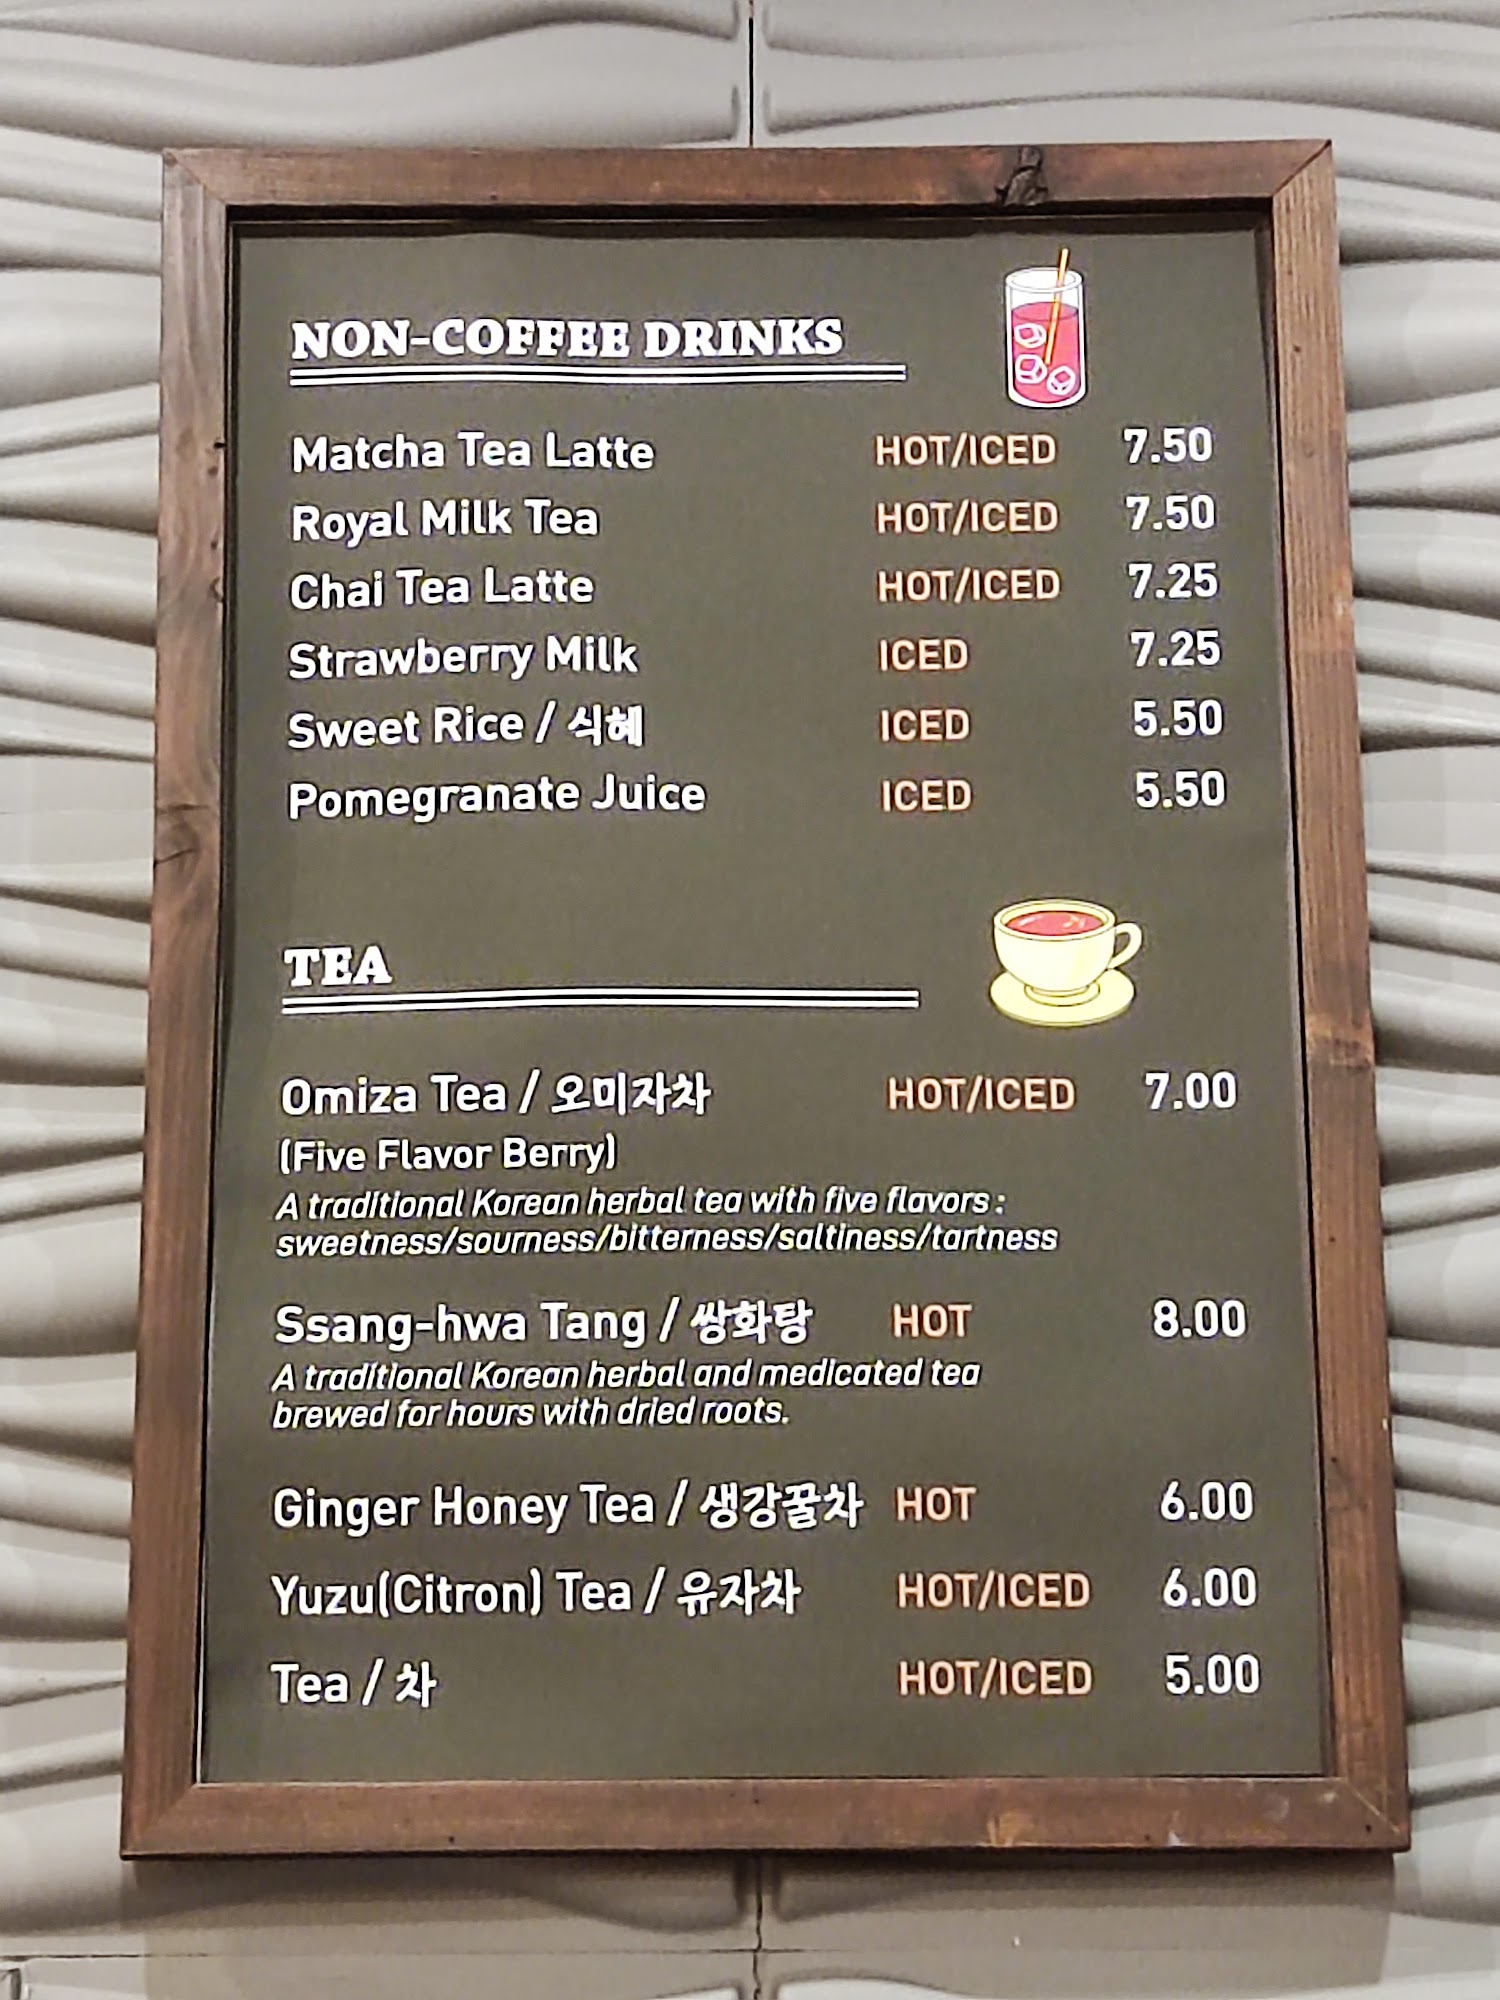 NON-COFFEE DRINKS
Matcha Tea Latte HOT/ICED 7.50
Royal Milk Tea HOT/ICED 7.50
Chai Tea Latte HOT/ICED 7.25
Strawberry Milk ICED 7.25
Sweet Rice / 식혜 ICED 5.50
Pomegranate Juice ICED 5.50
TEA
Omiza Tea / 오미자차 HOT/ICED 7.00
(Five Flavor Berry)
A traditional Korean herbal tea with five flavors :
sweetness/sourness/bitterness/saltiness/tartness
Ssang-hwa Tang / 쌍화탕 HOT 8.00
A traditional Korean herbal and medicated tea
brewed for hours with dried roots.
Ginger Honey Tea / 생강꿀차 HOT 6.00
Yuzu(Citron) Tea / 유자차 HOT/ICED 6.00
Tea / 차 HOT/ICED 5.00